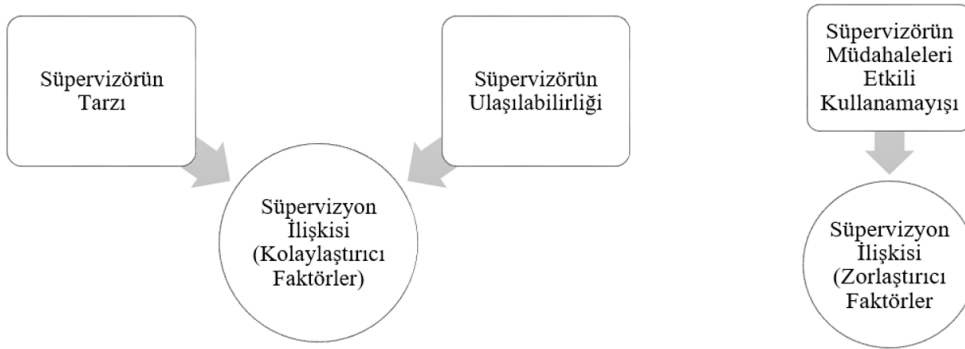 Süpervizörün
Tarzı
Süpervizörün
Ulaşılabilirliği
Süpervizyon
İlişkisi
(Kolaylaştırıcı
Faktörler)
Süpervizörün
Müdahaleleri
Etkili
Kullanamayışı
Süpervizyon
İlişkisi
(Zorlaştırıcı
Faktörler